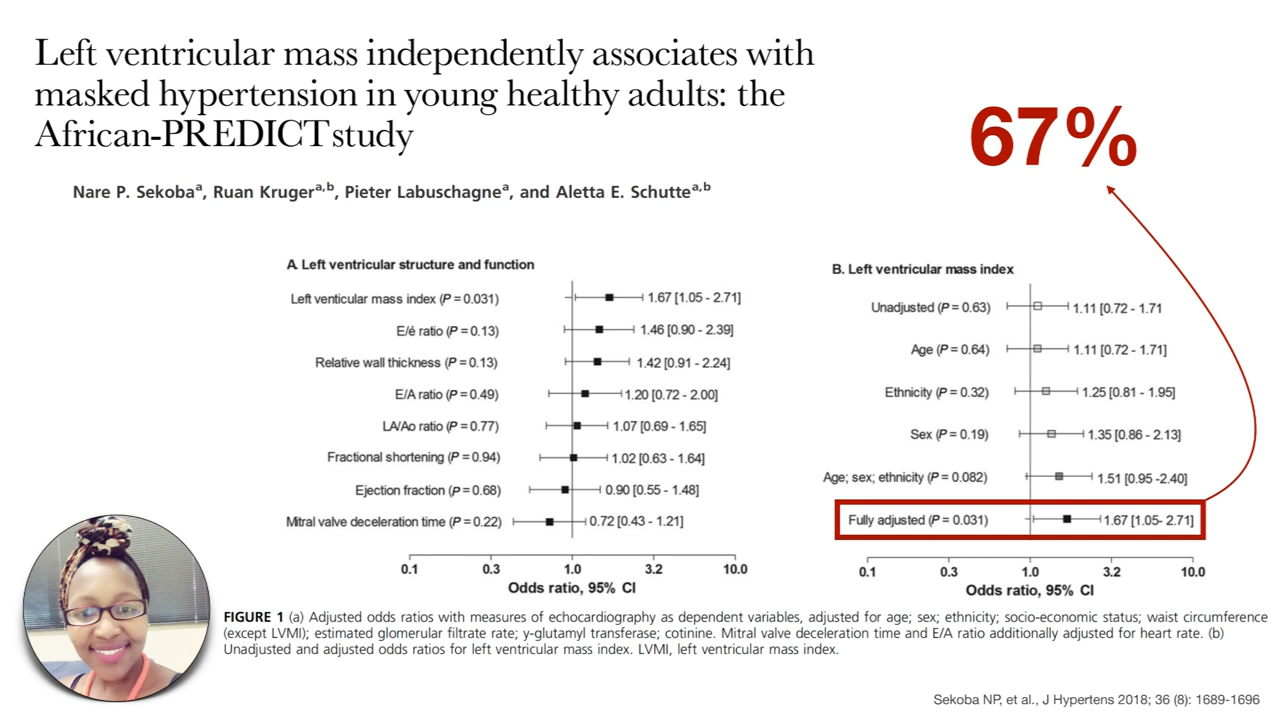 Left ventricular mass independently associates with
masked hypertension in young healthy adults: the
African-PREDICT study
Nare P. Sekobaᵃ, Ruan Krugerᵃ,ᵇ, Pieter Labuschagneᵃ, and Aletta E. Schutteᵃ,ᵇ
67%
A. Left ventricular structure and function
Left venticular mass index (P = 0.031) 1.67 [1.05 - 2.71]
E/é ratio (P = 0.13) 1.46 [0.90 - 2.39]
Relative wall thickness (P = 0.13) 1.42 [0.91 - 2.24]
E/A ratio (P = 0.49) 1.20 [0.72 - 2.00]
LA/Ao ratio (P = 0.77) 1.07 [0.69 - 1.65]
Fractional shortening (P = 0.94) 1.02 [0.63 - 1.64]
Ejection fraction (P = 0.68) 0.90 [0.55 - 1.48]
Mitral valve deceleration time (P = 0.22) 0.72 [0.43 - 1.21]
0.1 0.3 1.0 3.2 10.0
Odds ratio, 95% CI
B. Left ventricular mass index
Unadjusted (P = 0.63) 1.11 [0.72 - 1.71
Age (P = 0.64) 1.11 [0.72 - 1.71]
Ethnicity (P = 0.32) 1.25 [0.81 - 1.95]
Sex (P = 0.19) 1.35 [0.86 - 2.13]
Age; sex; ethnicity (P = 0.082) 1.51 [0.95 -2.40]
Fully adjusted (P = 0.031) 1.67 [1.05- 2.71]
0.1 0.3 1.0 3.2 10.0
Odds ratio, 95% CI
FIGURE 1 (a) Adjusted odds ratios with measures of echocardiography as dependent variables, adjusted for age; sex; ethnicity; socio-economic status; waist circumference
(except LVMI); estimated glomerular filtrate rate; y-glutamyl transferase; cotinine. Mitral valve deceleration time and E/A ratio additionally adjusted for heart rate. (b)
Unadjusted and adjusted odds ratios for left ventricular mass index. LVMI, left ventricular mass index.
Sekoba NP, et al., J Hypertens 2018; 36 (8): 1689-1696